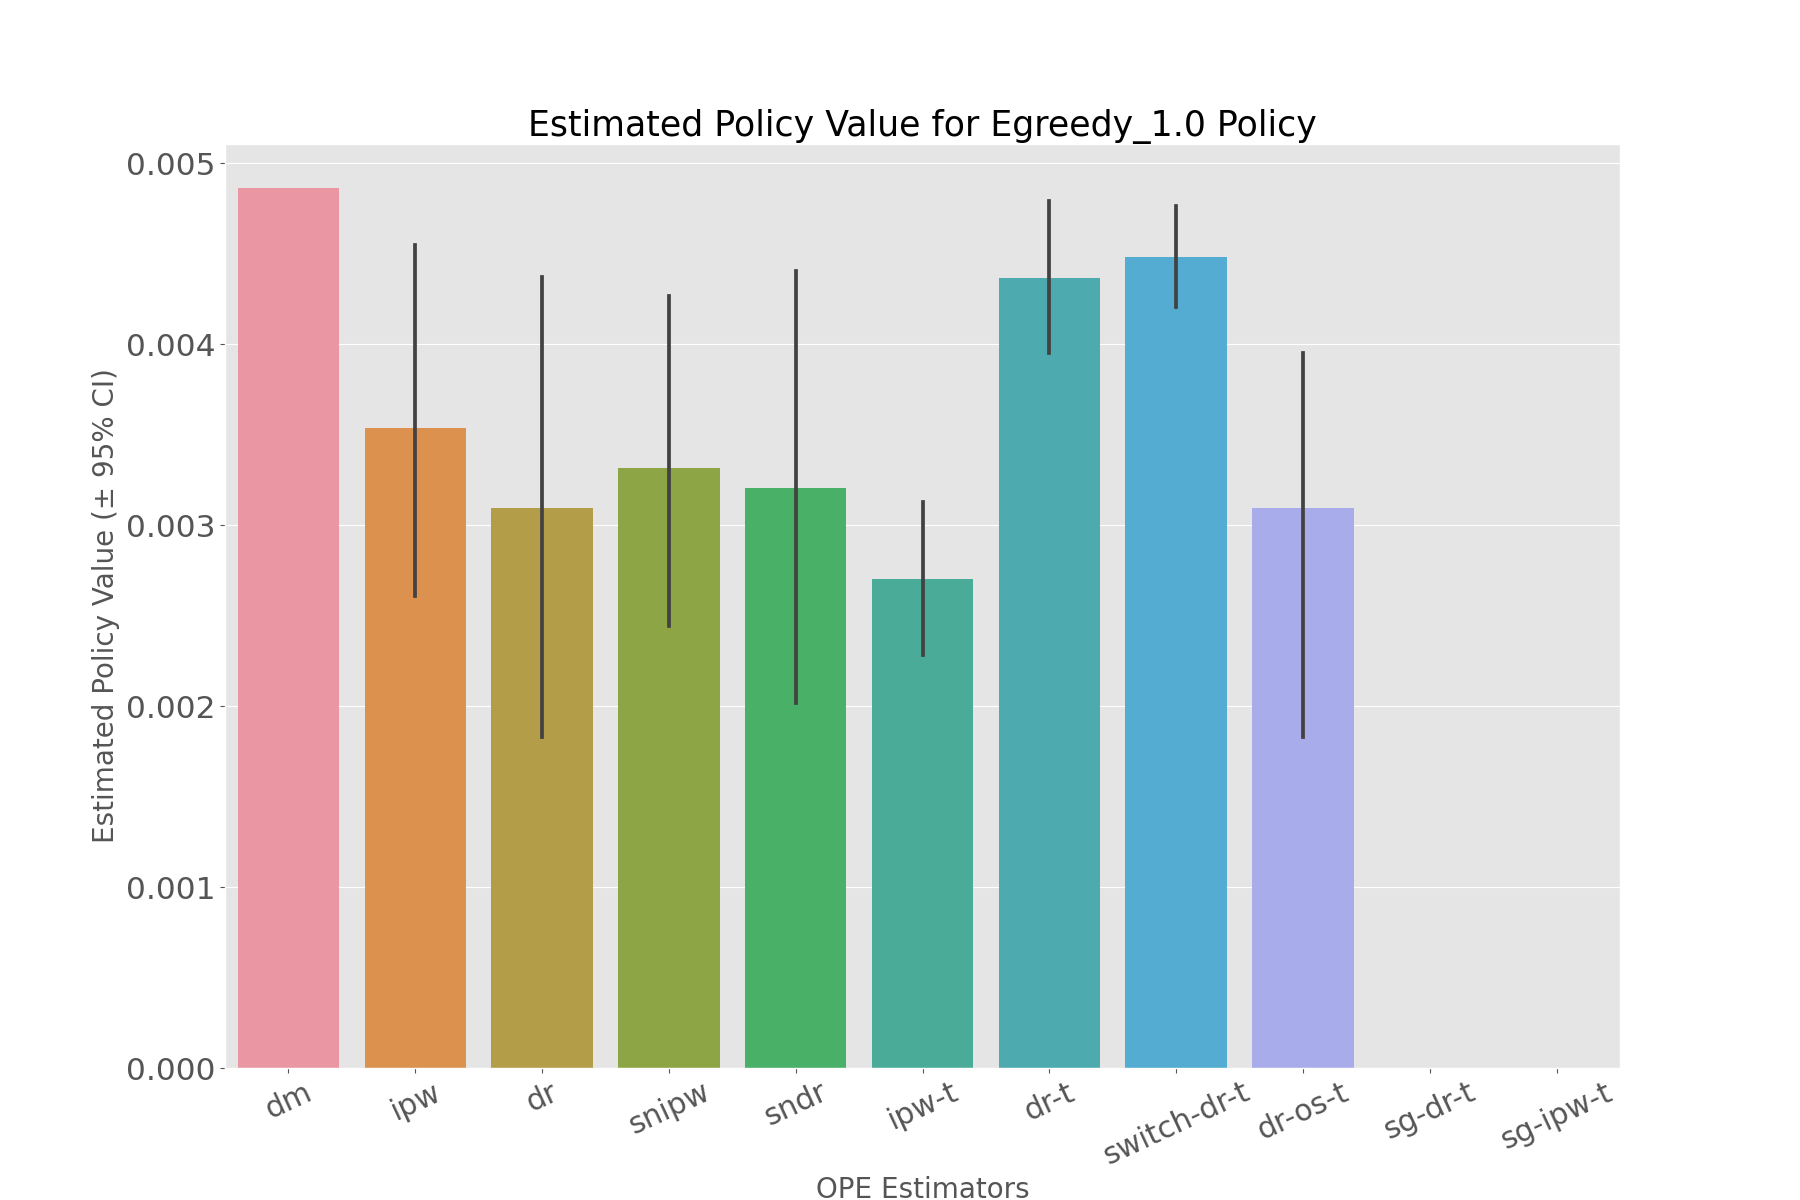 Estimated Policy Value for Egreedy_1.0 Policy
Estimated Policy Value (± 95% CI)
0.005
0.004
0.003
0.002
0.001
0.000
dm
ipw
dr
snipw
sndr
ipw-t
dr-t
switch-dr-t
dr-os-t
sg-dr-t
sg-ipw-t
OPE Estimators